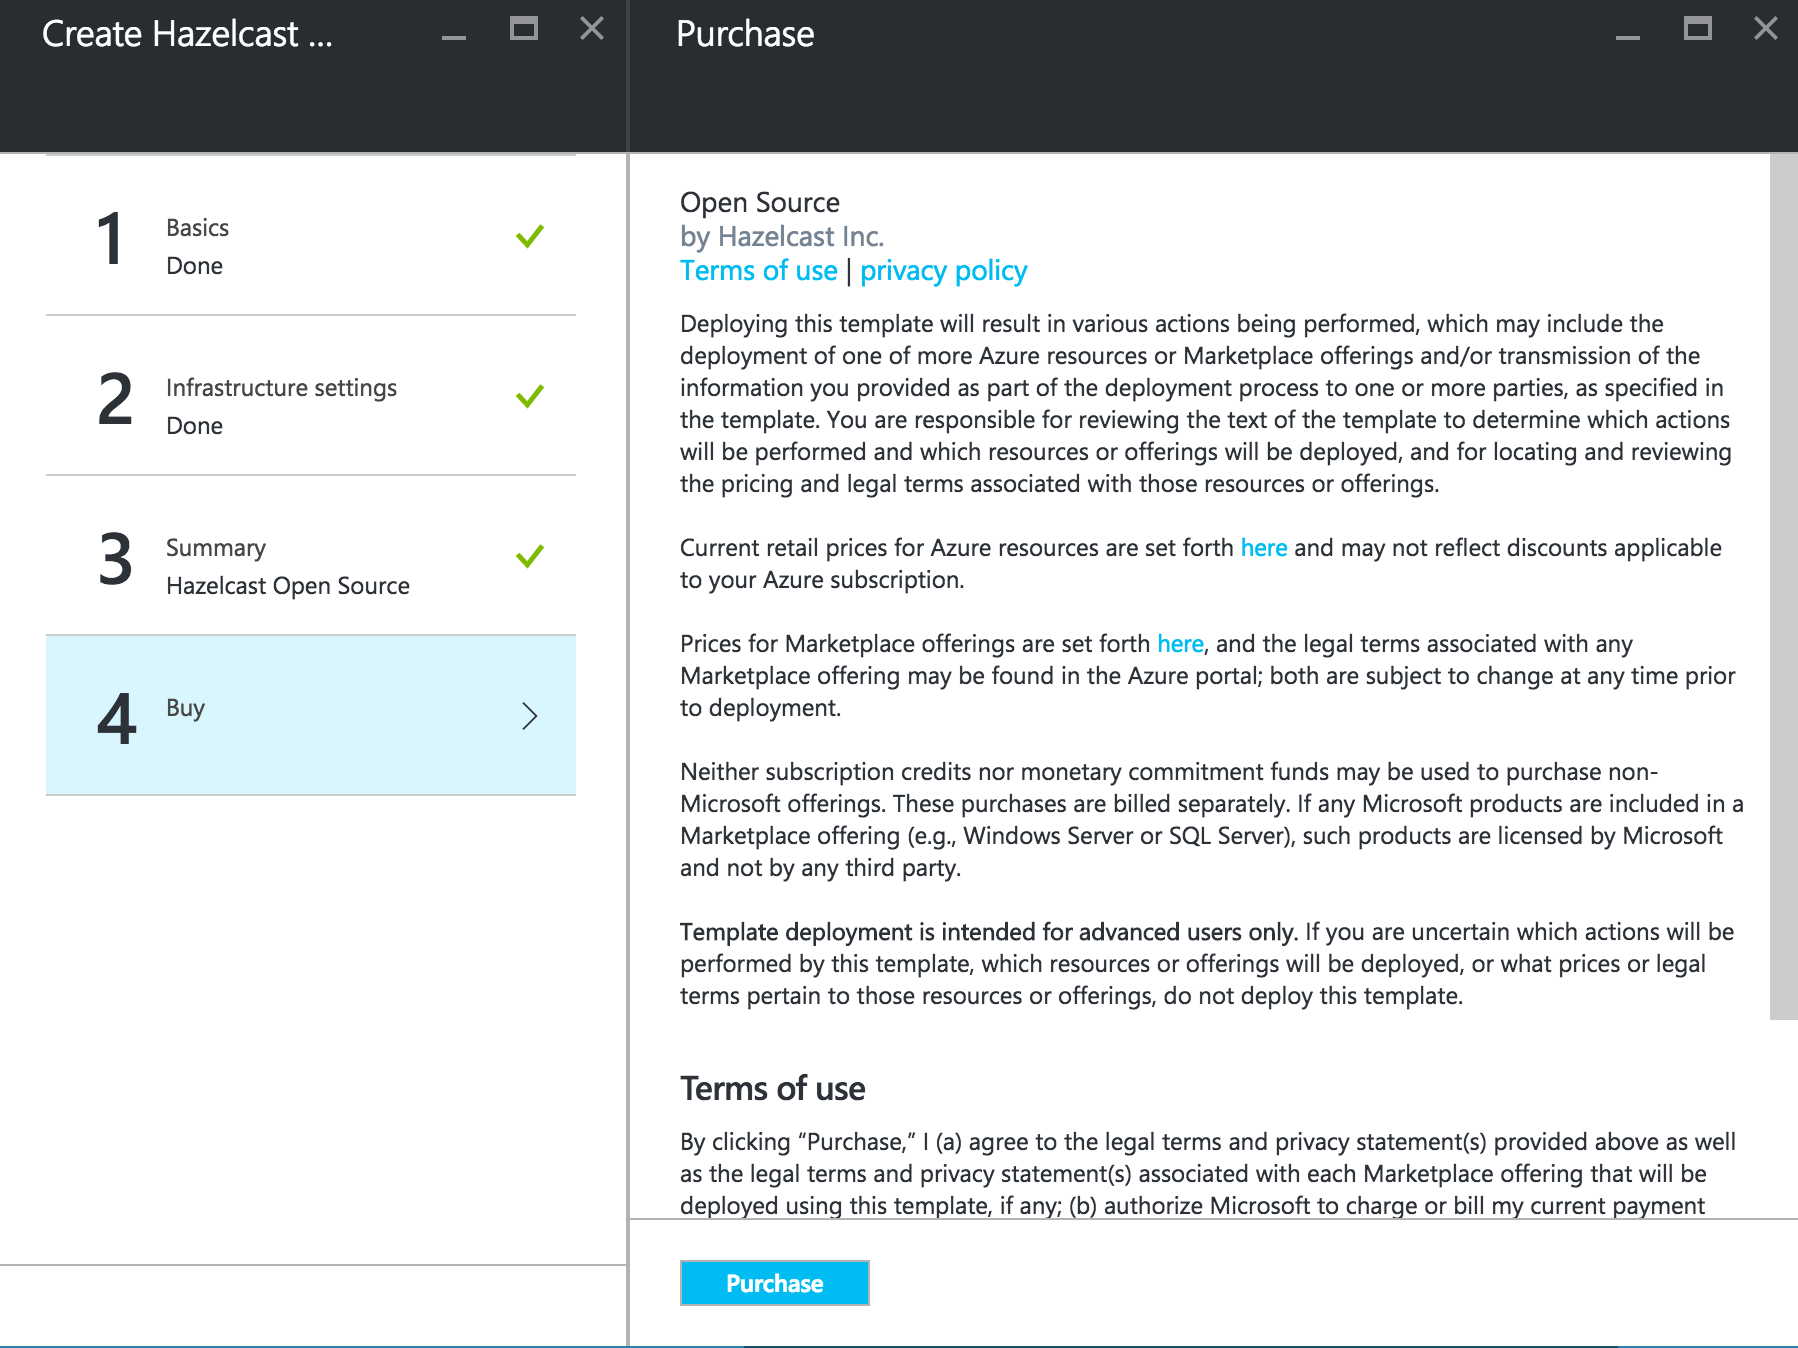 Create Hazelcast ...
1
Basics
Done
2
Infrastructure settings
Done
3
Summary
Hazelcast Open Source
4
Buy
Purchase
Open Source
by Hazelcast Inc.
Terms of use | privacy policy
Deploying this template will result in various actions being performed, which may include the
deployment of one of more Azure resources or Marketplace offerings and/or transmission of the
information you provided as part of the deployment process to one or more parties, as specified in
the template. You are responsible for reviewing the text of the template to determine which actions
will be performed and which resources or offerings will be deployed, and for locating and reviewing
the pricing and legal terms associated with those resources or offerings.
Current retail prices for Azure resources are set forth here and may not reflect discounts applicable
to your Azure subscription.
Prices for Marketplace offerings are set forth here, and the legal terms associated with any
Marketplace offering may be found in the Azure portal; both are subject to change at any time prior
to deployment.
Neither subscription credits nor monetary commitment funds may be used to purchase non-
Microsoft offerings. These purchases are billed separately. If any Microsoft products are included in a
Marketplace offering (e.g., Windows Server or SQL Server), such products are licensed by Microsoft
and not by any third party.
Template deployment is intended for advanced users only. If you are uncertain which actions will be
performed by this template, which resources or offerings will be deployed, or what prices or legal
terms pertain to those resources or offerings, do not deploy this template.
Terms of use
By clicking “Purchase,” I (a) agree to the legal terms and privacy statement(s) provided above as well
as the legal terms and privacy statement(s) associated with each Marketplace offering that will be
deployed using this template, if any; (b) authorize Microsoft to charge or bill my current payment
Purchase